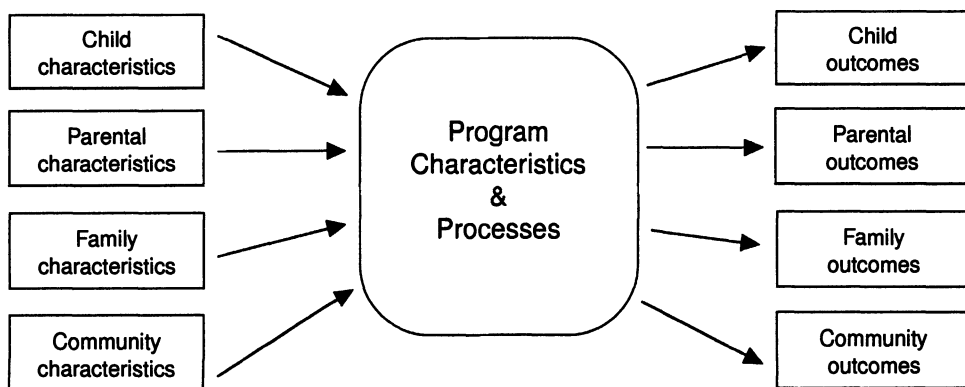 Child
characteristics
Parental
characteristics
Family
characteristics
Community
characteristics
Program
Characteristics
&
Processes
Child
outcomes
Parental
outcomes
Family
outcomes
Community
outcomes